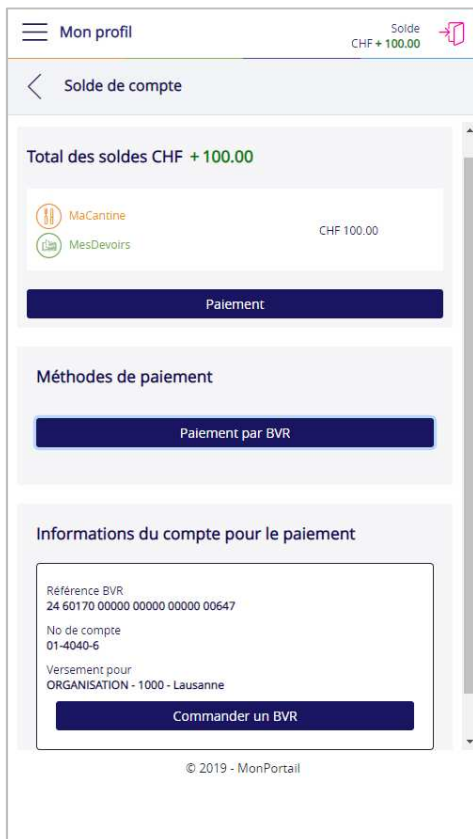 Mon profil
Solde
CHF + 100.00
Solde de compte
Total des soldes CHF + 100.00
MaCantine
CHF 100.00
MesDevoirs
Paiement
Méthodes de paiement
Paiement par BVR
Informations du compte pour le paiement
Référence BVR
24 60170 00000 00000 00000 00647
No de compte
01-4040-6
Versement pour
ORGANISATION - 1000 - Lausanne
Commander un BVR
© 2019 - MonPortail